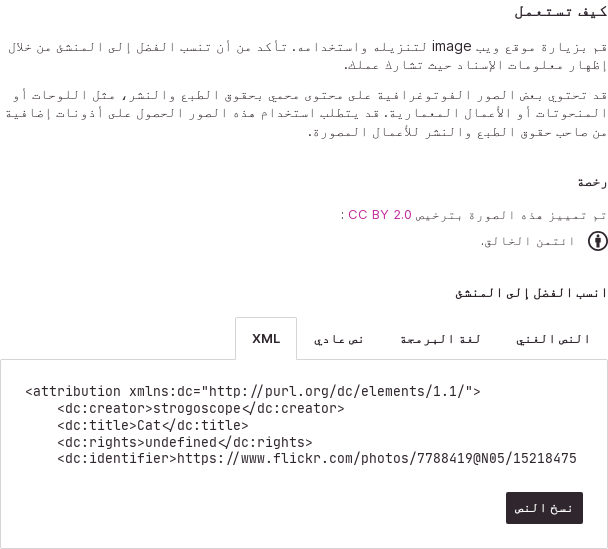 كيف تستعمل
قم بزيارة موقع ويب image لتنزيله واستخدامه. تأكد من أن تنسب الفضل إلى المنشئ من خلال
إظهار معلومات الإسناد حيث تشارك عملك.
قد تحتوي بعض الصور الفوتوغرافية على محتوى محمي بحقوق الطبع والنشر، مثل اللوحات أو
المنحوتات أو الأعمال المعمارية. قد يتطلب استخدام هذه الصور الحصول على أذونات إضافية
من صاحب حقوق الطبع والنشر للأعمال المصورة.
رخصة
تم تمييز هذه الصورة بترخيص CC BY 2.0 :
ائتمن الخالق.
انسب الفضل إلى المنشئ
النص الغني لغة البرمجة نص عادي XML
<attribution xmlns:dc="http://purl.org/dc/elements/1.1/">
<dc:creator>strogoscope</dc:creator>
<dc:title>Cat</dc:title>
<dc:rights>undefined</dc:rights>
<dc:identifier>https://www.flickr.com/photos/7788419@N05/15218475
نسخ النص